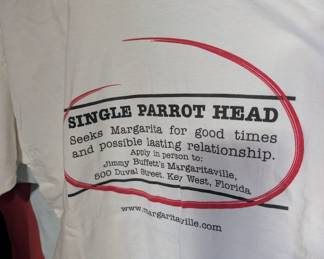 SINGLE PARROT HEAD
Seeks Margarita for good times
and possible lasting relationship.
Apply in person to:
Jimmy Buffett's Margaritaville,
500 Duval Street. Key West, Florida
www.margaritaville.com